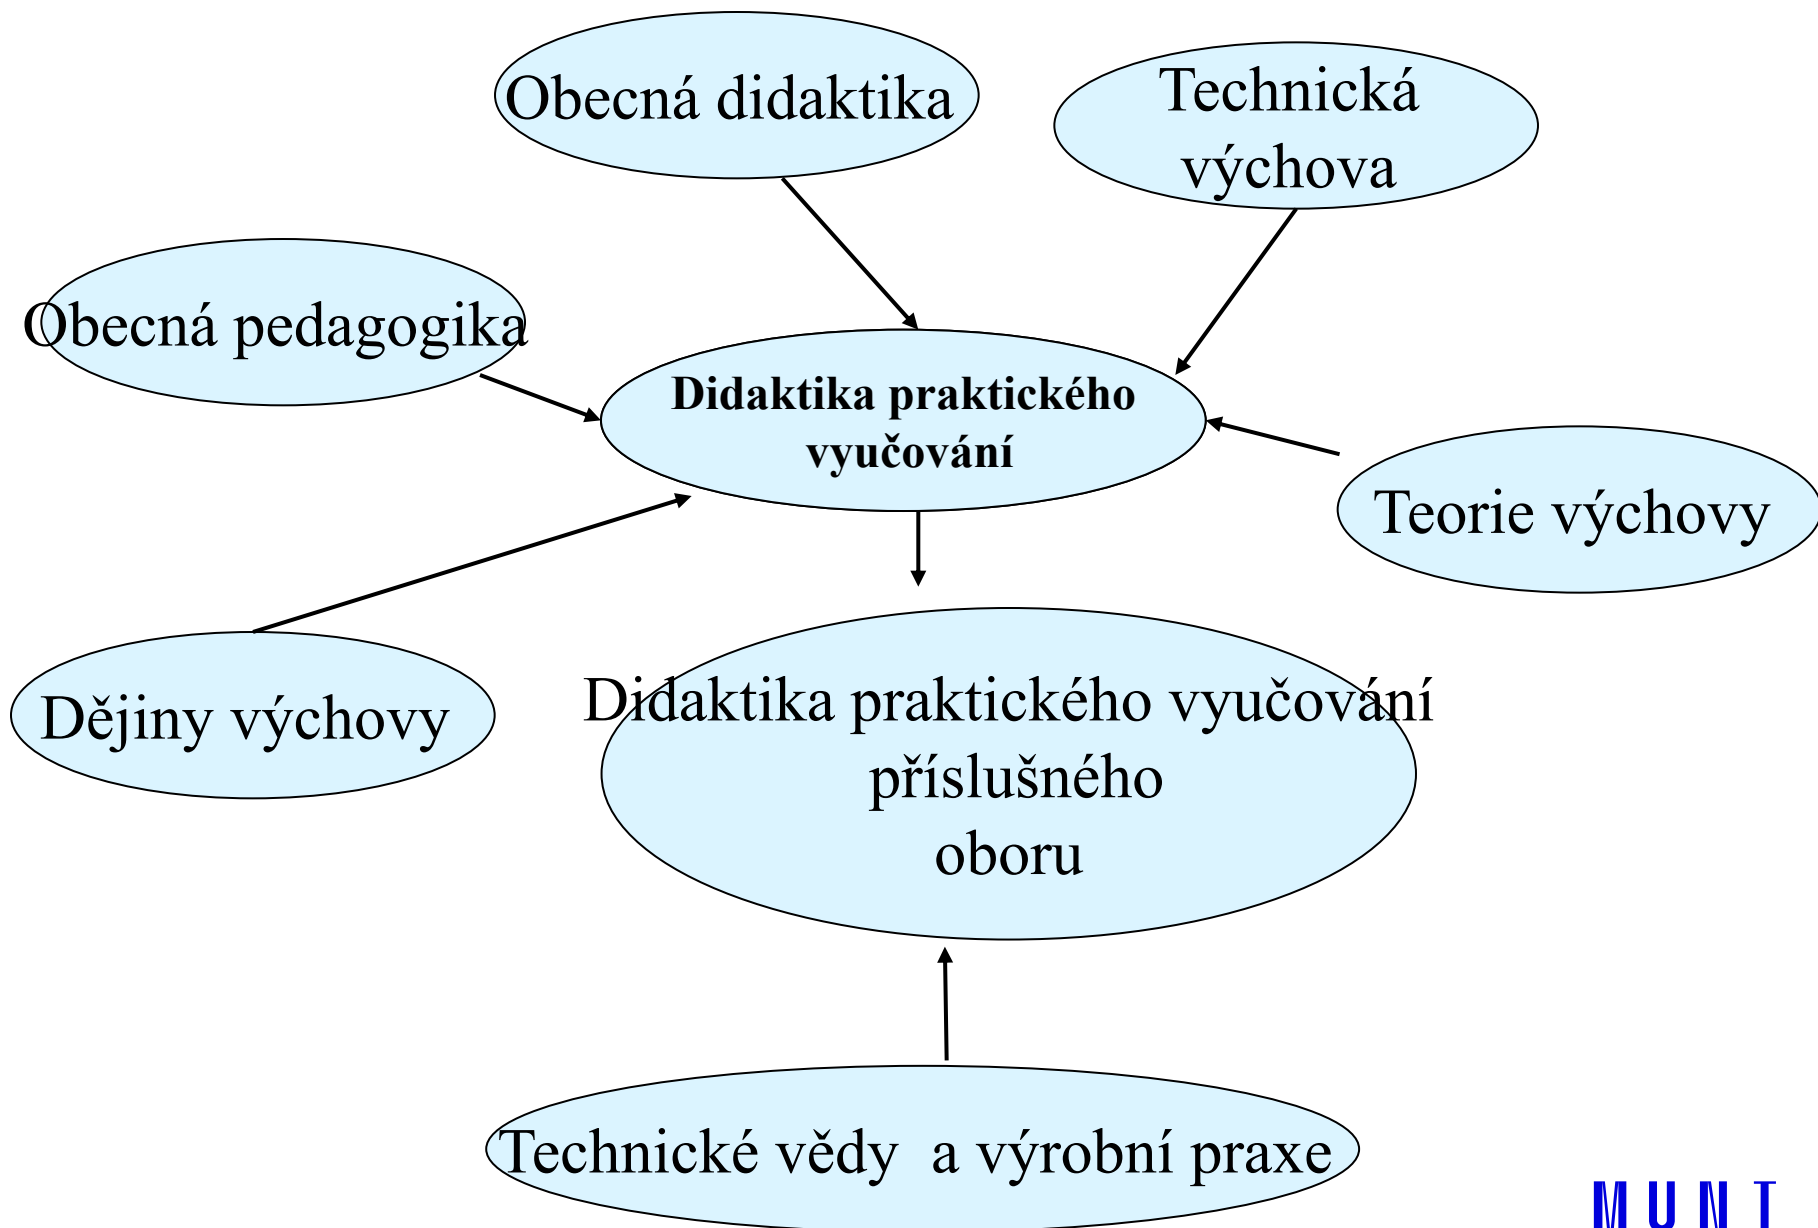 Obecná didaktika
Technická
výchova
Obecná pedagogika
Didaktika praktického
vyučování
Teorie výchovy
Dějiny výchovy
Didaktika praktického vyučování
příslušného
oboru
Technické vědy a výrobní praxe
MUNI